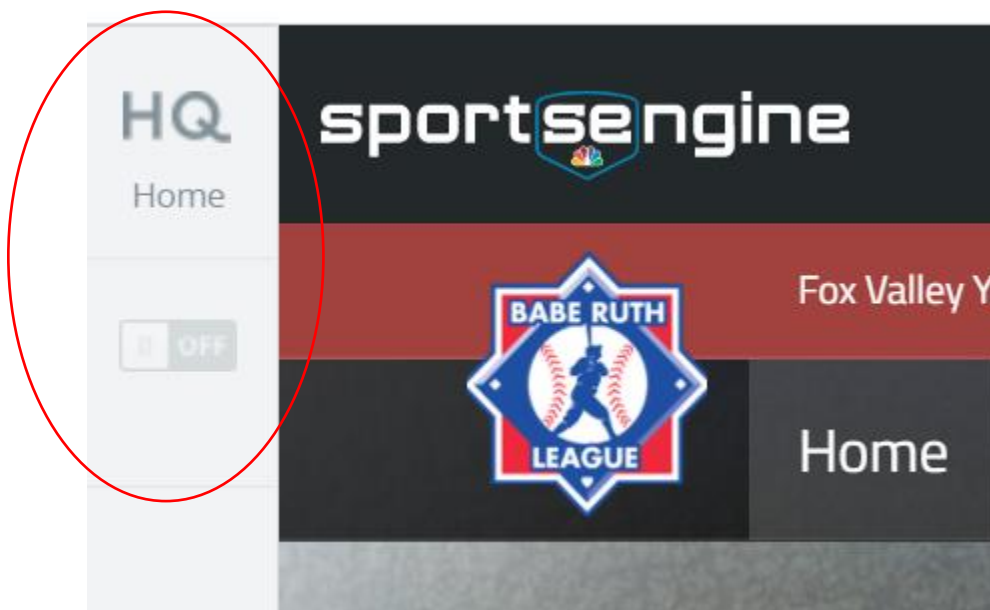 HQ
Home
OFF
sportsengine
Fox Valley Y
BABE RUTH
LEAGUE
Home